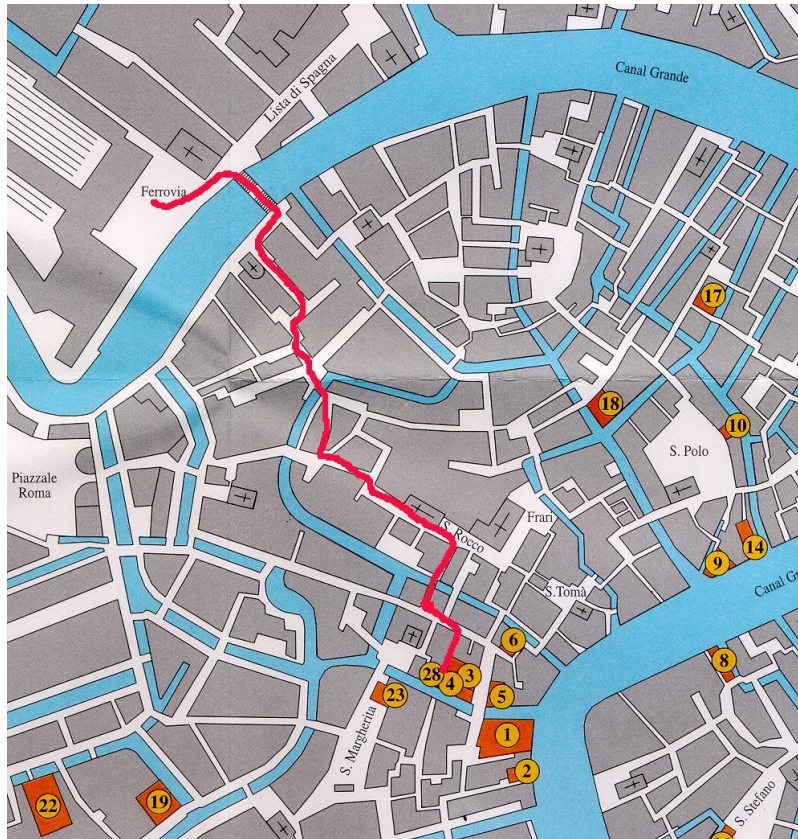 Canal Grande
Lista di Spagna
Ferrovia
17
18
10
S. Polo
Piazzale
Roma
Frari
S. Rocco
14
9
Canal G
S.Tomà
6
8
28
3
4
23
5
1
S. Margherita
2
22
19
S. Stefano